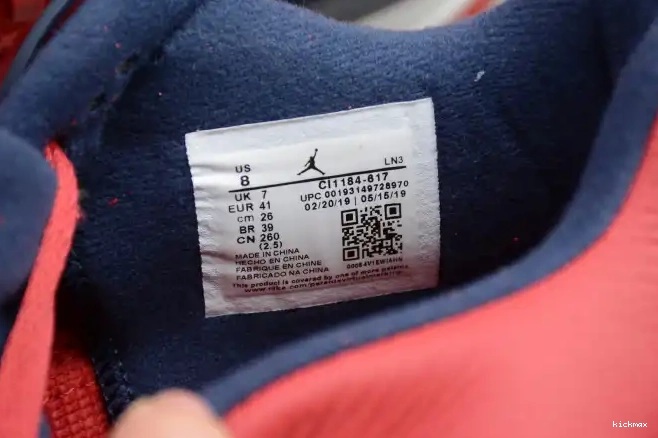 US
8
LN3
CI1184-617
UK 7
UPC 00193149728970
EUR 41
02/20/19 | 05/15/19
cm 26
BR 39
CN 260
(2.5)
MADE IN CHINA
HECHO EN CHINA
FABRIQUE EN CHINE
FABRICADO NA CHINA
This product is covered by one of more patents
kickmax